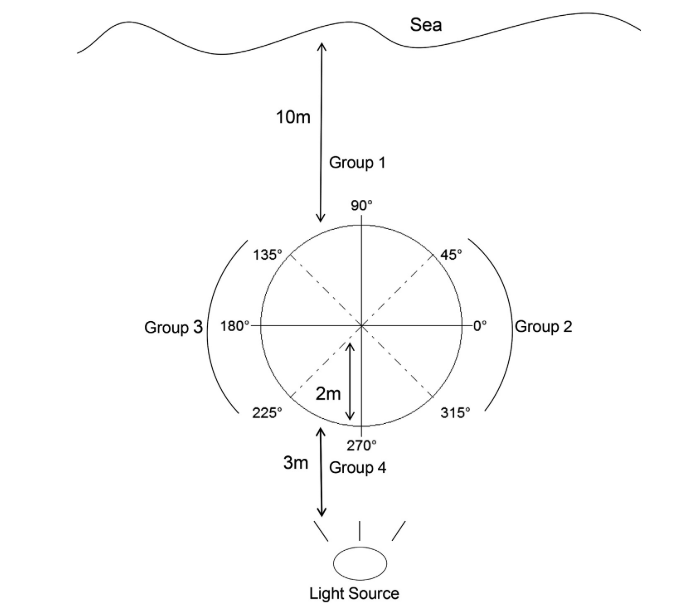 Sea
10m
Group 1
90°
135°
45°
Group 3
180°
0°
Group 2
2m
225°
315°
270°
3m
Group 4
Light Source